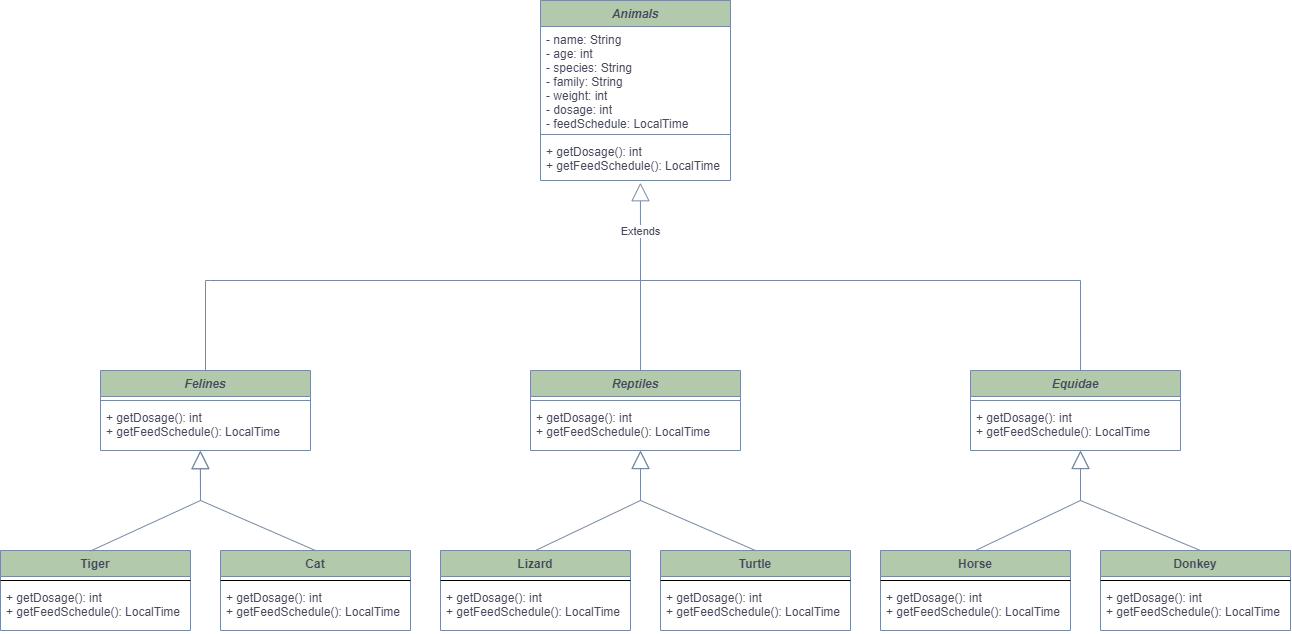 Animals
- name: String
- age: int
- species: String
- family: String
- weight: int
- dosage: int
- feedSchedule: LocalTime
+ getDosage(): int
+ getFeedSchedule(): LocalTime
Extends
Felines
+ getDosage(): int
+ getFeedSchedule(): LocalTime
Reptiles
+ getDosage(): int
+ getFeedSchedule(): LocalTime
Equidae
+ getDosage(): int
+ getFeedSchedule(): LocalTime
Tiger
+ getDosage(): int
+ getFeedSchedule(): LocalTime
Cat
+ getDosage(): int
+ getFeedSchedule(): LocalTime
Lizard
+ getDosage(): int
+ getFeedSchedule(): LocalTime
Turtle
+ getDosage(): int
+ getFeedSchedule(): LocalTime
Horse
+ getDosage(): int
+ getFeedSchedule(): LocalTime
Donkey
+ getDosage(): int
+ getFeedSchedule(): LocalTime